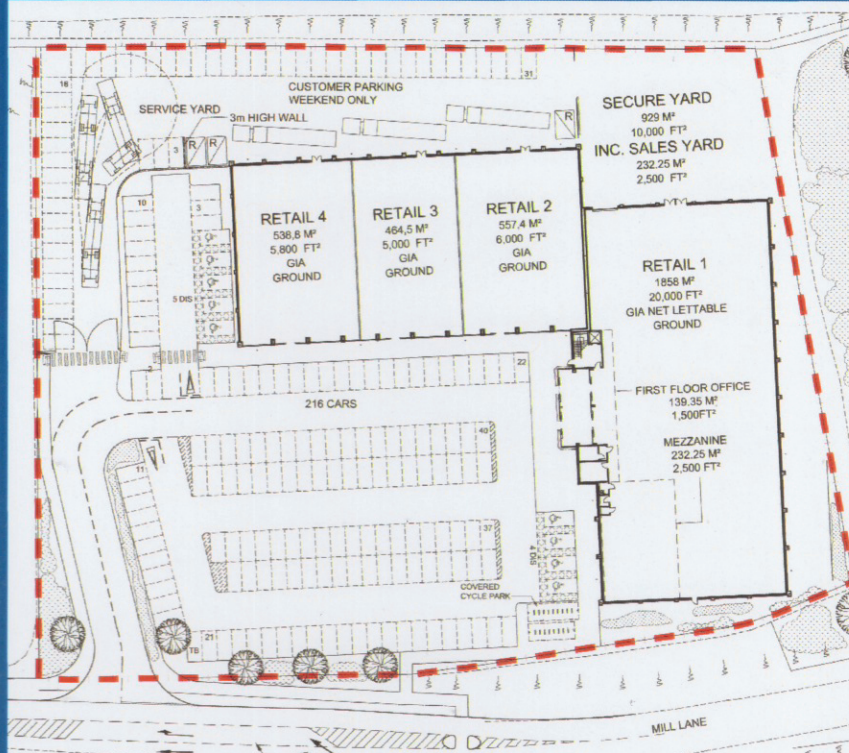 18
31
CUSTOMER PARKING
WEEKEND ONLY
SERVICE YARD
3m HIGH WALL
R
R
R
3
SECURE YARD
929 M²
10,000 FT²
INC. SALES YARD
232.25 M²
2,500 FT²
10
3
RETAIL 4
538,8 M²
5,800 FT²
GIA
GROUND
RETAIL 3
464,5 M²
5,000 FT²
GIA
GROUND
RETAIL 2
557,4 M²
6,000 FT²
GIA
GROUND
RETAIL 1
1858 M²
20,000 FT²
GIA NET LETTABLE
GROUND
5 DIS
2
22
216 CARS
FIRST FLOOR OFFICE
139.35 M²
1,500FT²
MEZZANINE
232.25 M²
2,500 FT²
40
11
37
4 DIS
COVERED
CYCLE PARK
21
TB
MILL LANE